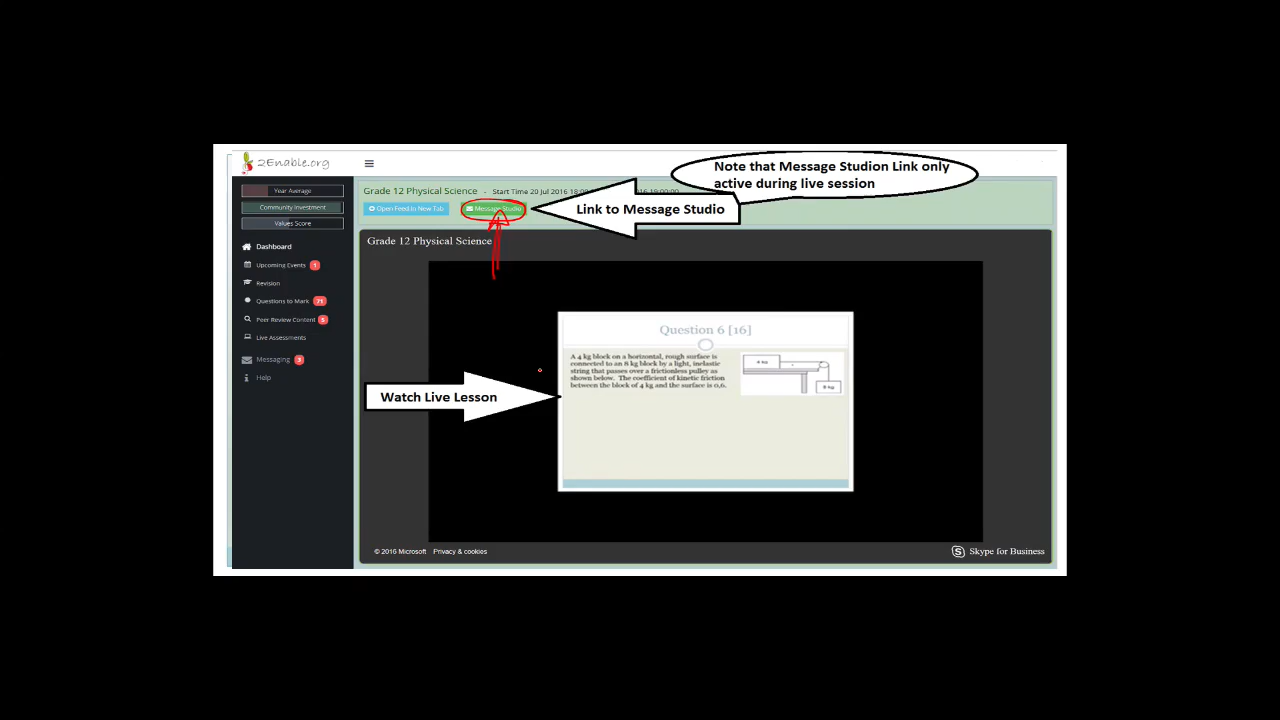 2Enable.org
Note that Message Studion Link only
active during live session
Year Average
Community Investment
Values Score
Dashboard
Upcoming Events 1
Revision
Questions to Mark 71
Peer Review Content 5
Live Assessments
Messaging 3
Help
Grade 12 Physical Science - Start Time 20 Jul 2016
Open Feed In New Tab
Message Studio
Link to Message Studio
Grade 12 Physical Science
Question 6 [16]
A 4 kg block on a horizontal, rough surface is
connected to an 8 kg block by a light, inelastic
string that passes over a frictionless pulley as
shown below. The coefficient of kinetic friction
between the block of 4 kg and the surface is 0,6.
4 kg
8 kg
Watch Live Lesson
© 2016 Microsoft Privacy & cookies
Skype for Business